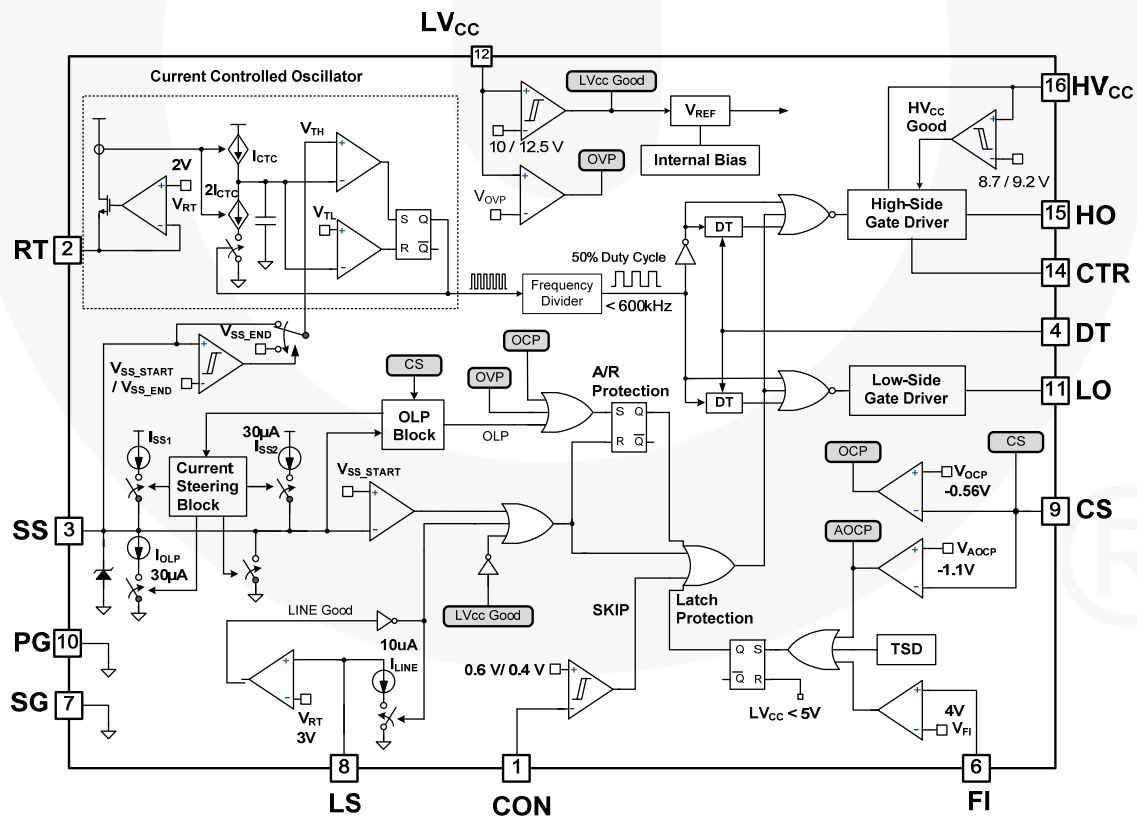 LVCC
12
Current Controlled Oscillator
LVcc Good
16 HVCC
VTH
ICTC
2V
VRT
2ICTC
VTL
S Q
R Q
RT 2
10 / 12.5 V
VREF
Internal Bias
OVP
VOVP
HVCC
Good
8.7 / 9.2 V
High-Side
Gate Driver
15 HO
14 CTR
DT
50% Duty Cycle
Frequency
Divider
< 600kHz
4 DT
VSS_END
VSS_START
/ VSS_END
CS
OCP
OVP
A/R
Protection
OLP
Block
OLP
S Q
R Q
DT
Low-Side
Gate Driver
11 LO
ISS1
30µA
ISS2
Current
Steering
Block
VSS_START
OCP
CS
VOCP
-0.56V
9 CS
SS 3
IOLP
30µA
AOCP
VAOCP
-1.1V
LINE Good
LVcc Good
SKIP
Latch
Protection
PG 10
10uA
ILINE
0.6 V/ 0.4 V
Q S
Q R
TSD
SG 7
VRT
3V
LVCC < 5V
4V
VFI
8
LS
1
CON
6
FI
R